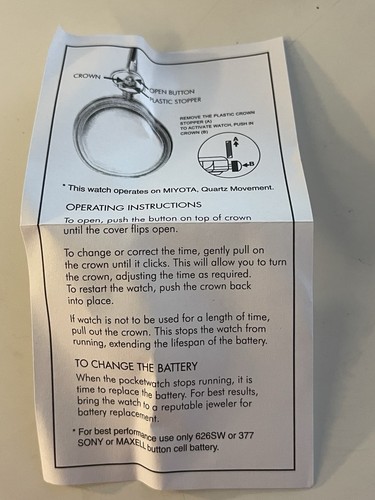 CROWN
OPEN BUTTON
PLASTIC STOPPER
REMOVE THE PLASTIC CROWN
STOPPER (A)
TO ACTIVATE WATCH, PUSH IN
CROWN (B)
A
B
* This watch operates on MIYOTA, Quartz Movement.
OPERATING INSTRUCTIONS
To open, push the button on top of crown
until the cover flips open.
To change or correct the time, gently pull on
the crown until it clicks. This will allow you to turn
the crown, adjusting the time as required.
To restart the watch, push the crown back
into place.
If watch is not to be used for a length of time,
pull out the crown. This stops the watch from
running, extending the lifespan of the battery.
TO CHANGE THE BATTERY
When the pocketwatch stops running, it is
time to replace the battery. For best results,
bring the watch to a reputable jeweler for
battery replacement.
* For best performance use only 626SW or 377
SONY or MAXELL button cell battery.